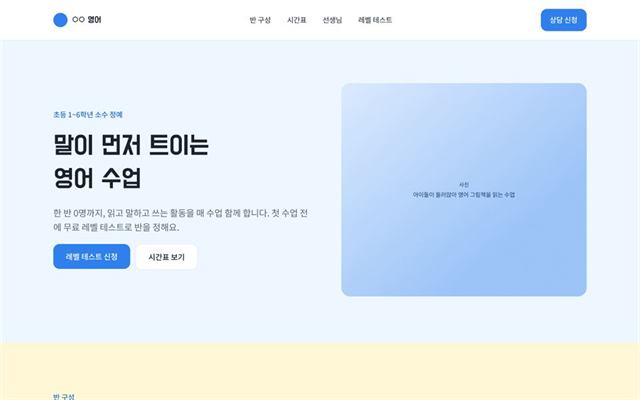 ○○ 영어
반 구성
시간표
선생님
레벨 테스트
상담 신청
초등 1~6학년 소수 정예
말이 먼저 트이는
영어 수업
한 반 0명까지, 읽고 말하고 쓰는 활동을 매 수업 함께 합니다. 첫 수업 전
에 무료 레벨 테스트로 반을 정해요.
레벨 테스트 신청
시간표 보기
사진
아이들이 둘러앉아 영어 그림책을 읽는 수업
반 구성